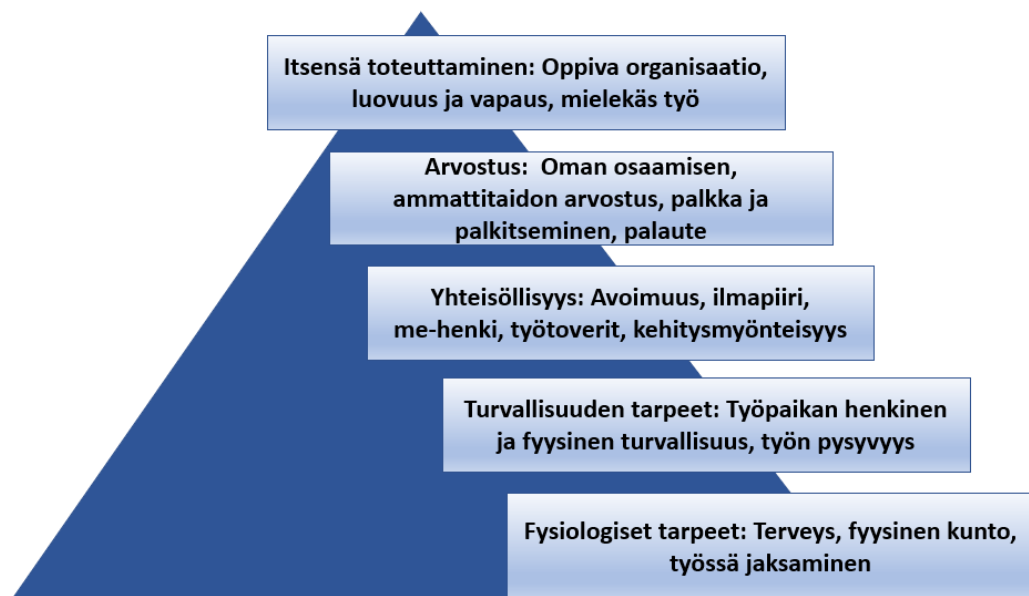 Itsensä toteuttaminen: Oppiva organisaatio,
luovuus ja vapaus, mielekäs työ
Arvostus: Oman osaamisen,
ammattitaidon arvostus, palkka ja
palkitseminen, palaute
Yhteisöllisyys: Avoimuus, ilmapiiri,
me-henki, työtoverit, kehitysmyönteisyys
Turvallisuuden tarpeet: Työpaikan henkinen
ja fyysinen turvallisuus, työn pysyvyys
Fysiologiset tarpeet: Terveys, fyysinen kunto,
työssä jaksaminen